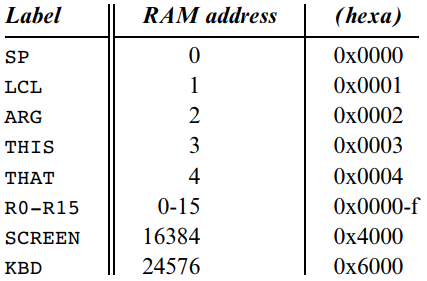 Label RAM address (hexa)
SP 0 0x0000
LCL 1 0x0001
ARG 2 0x0002
THIS 3 0x0003
THAT 4 0x0004
R0-R15 0-15 0x0000-f
SCREEN 16384 0x4000
KBD 24576 0x6000